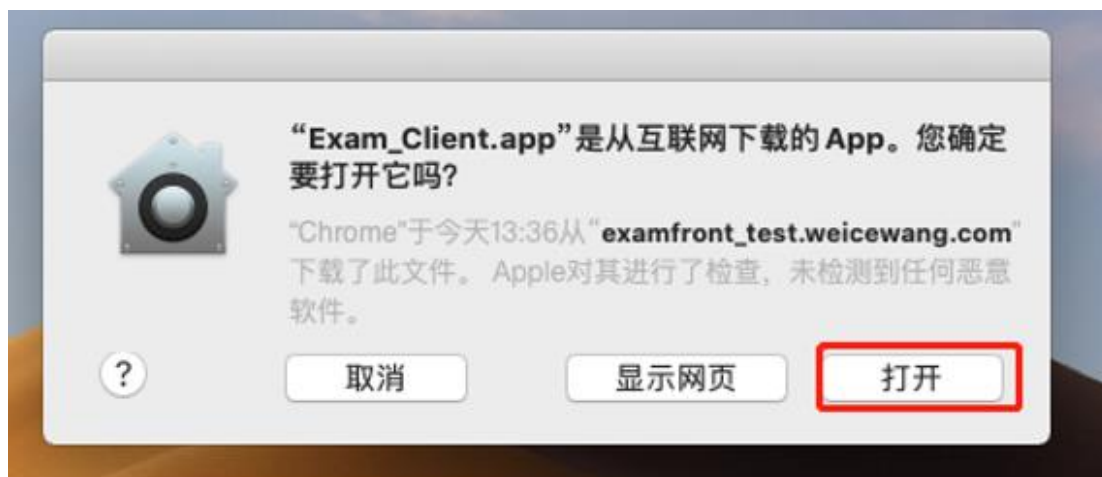 “Exam_Client.app”是从互联网下载的 App。您确定
要打开它吗?
"Chrome"于今天13:36从"examfront_test.weicewang.com"
下载了此文件。 Apple对其进行了检查，未检测到任何恶意
软件。
?
取消
显示网页
打开